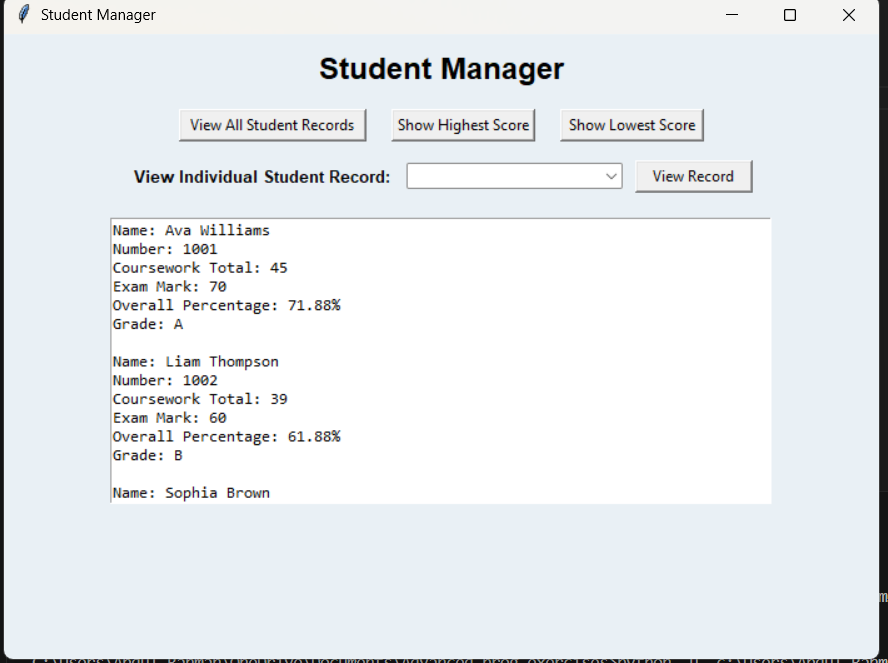 Student Manager
Student Manager
View All Student Records
Show Highest Score
Show Lowest Score
View Individual Student Record:
View Record
Name: Ava Williams
Number: 1001
Coursework Total: 45
Exam Mark: 70
Overall Percentage: 71.88%
Grade: A
Name: Liam Thompson
Number: 1002
Coursework Total: 39
Exam Mark: 60
Overall Percentage: 61.88%
Grade: B
Name: Sophia Brown